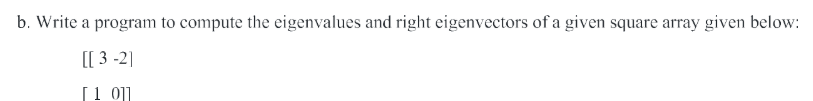 b. Write a program to compute the eigenvalues and right eigenvectors of a given square array given below:
[[ 3 -2]
[ 1 0]]